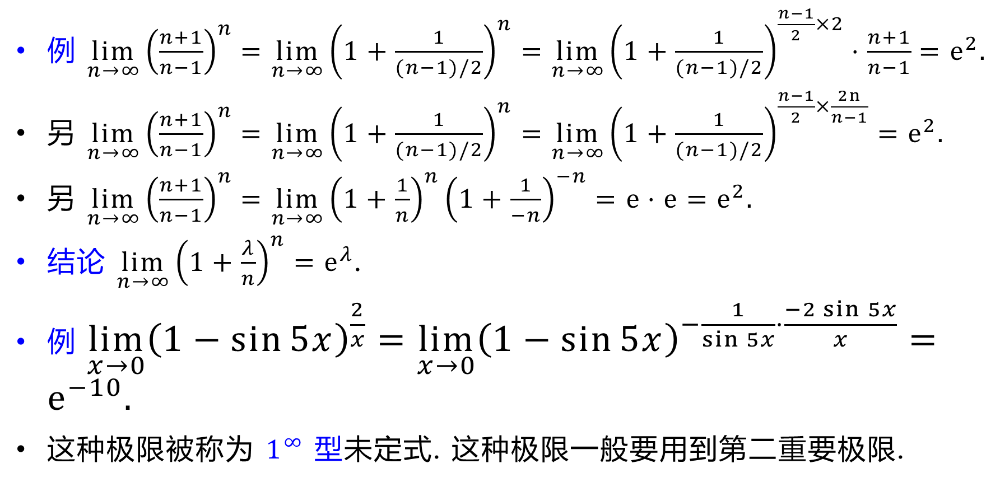 • 例 $\lim\limits_{n\to\infty}\left(\frac{n+1}{n-1}\right)^n = \lim\limits_{n\to\infty}\left(1+\frac{1}{(n-1)/2}\right)^n = \lim\limits_{n\to\infty}\left(1+\frac{1}{(n-1)/2}\right)^{\frac{n-1}{2}\times 2}\cdot\frac{n+1}{n-1} = \mathrm{e}^2.$
• 另 $\lim\limits_{n\to\infty}\left(\frac{n+1}{n-1}\right)^n = \lim\limits_{n\to\infty}\left(1+\frac{1}{(n-1)/2}\right)^n = \lim\limits_{n\to\infty}\left(1+\frac{1}{(n-1)/2}\right)^{\frac{n-1}{2}\times\frac{2\mathrm{n}}{n-1}} = \mathrm{e}^2.$
• 另 $\lim\limits_{n\to\infty}\left(\frac{n+1}{n-1}\right)^n = \lim\limits_{n\to\infty}\left(1+\frac{1}{n}\right)^n\left(1+\frac{1}{-n}\right)^{-n} = \mathrm{e}\cdot\mathrm{e} = \mathrm{e}^2.$
• 结论 $\lim\limits_{n\to\infty}\left(1+\frac{\lambda}{n}\right)^n = \mathrm{e}^{\lambda}.$
• 例 $\lim\limits_{x\to 0}(1-\sin 5x)^{\frac{2}{x}} = \lim\limits_{x\to 0}(1-\sin 5x)^{-\frac{1}{\sin 5x}\cdot\frac{-2\sin 5x}{x}} =$
$\mathrm{e}^{-10}.$
• 这种极限被称为 $1^{\infty}$ 型未定式. 这种极限一般要用到第二重要极限.